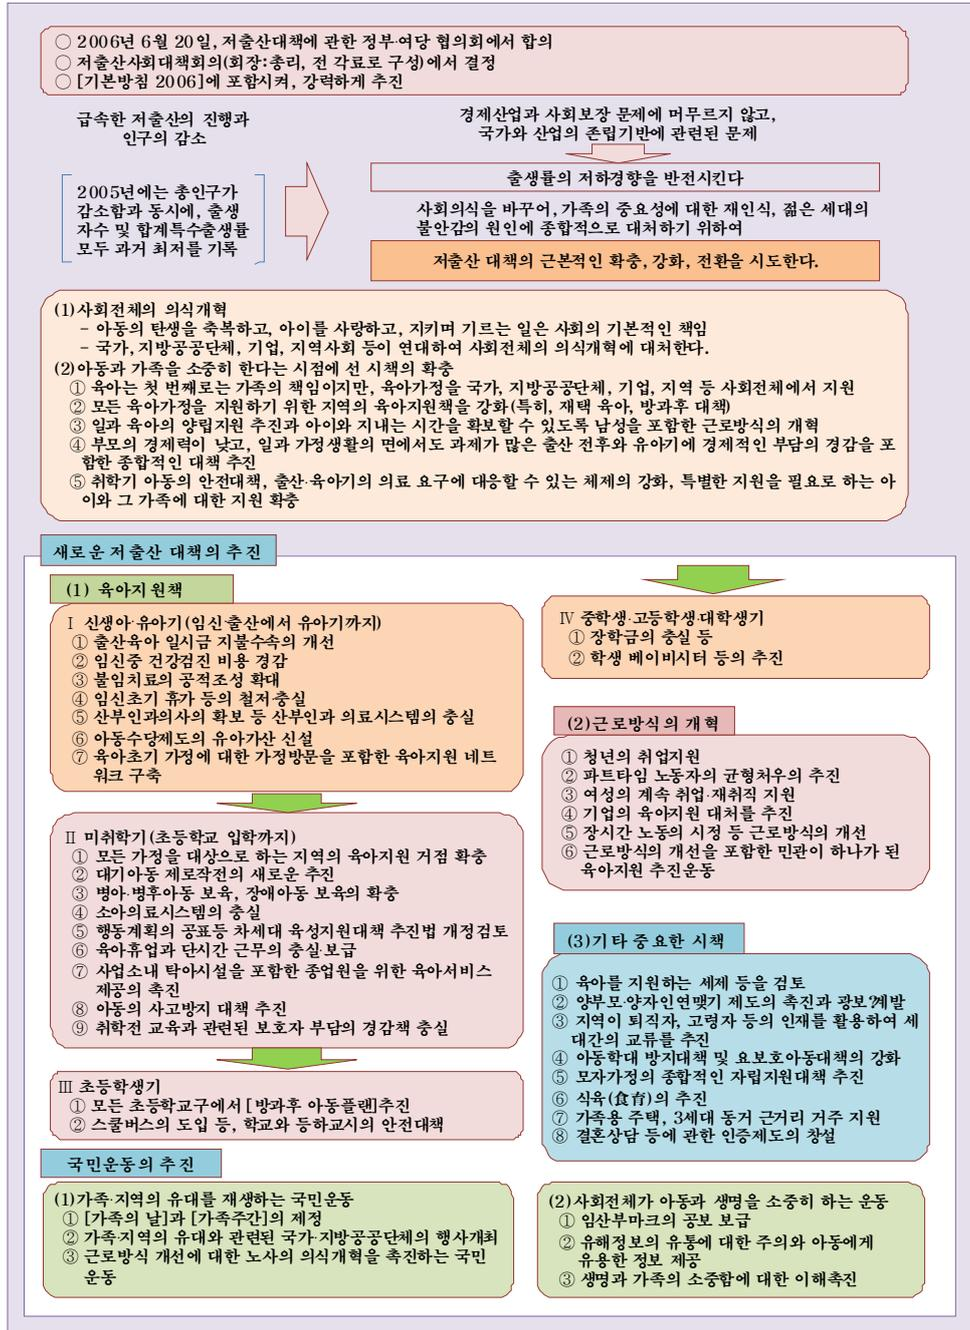 ○ 2006년 6월 20일, 저출산대책에 관한 정부·여당 협의회에서 합의
○ 저출산사회대책회의(회장:총리, 전 각료로 구성)에서 결정
○ [기본방침 2006]에 포함시켜, 강력하게 추진
급속한 저출산의 진행과
인구의 감소
2005년에는 총인구가
감소함과 동시에, 출생
자수 및 합계특수출생률
모두 과거 최저를 기록
경제산업과 사회보장 문제에 머무르지 않고,
국가와 산업의 존립기반에 관련된 문제
출생률의 저하경향을 반전시킨다
사회의식을 바꾸어, 가족의 중요성에 대한 재인식, 젊은 세대의
불안감의 원인에 종합적으로 대처하기 위하여
저출산 대책의 근본적인 확충, 강화, 전환을 시도한다.
(1)사회전체의 의식개혁
- 아동의 탄생을 축복하고, 아이를 사랑하고, 지키며 기르는 일은 사회의 기본적인 책임
- 국가, 지방공공단체, 기업, 지역사회 등이 연대하여 사회전체의 의식개혁에 대처한다.
(2)아동과 가족을 소중히 한다는 시점에 선 시책의 확충
① 육아는 첫 번째로는 가족의 책임이지만, 육아가정을 국가, 지방공공단체, 기업, 지역 등 사회전체에서 지원
② 모든 육아가정을 지원하기 위한 지역의 육아지원책을 강화(특히, 재택 육아, 방과후 대책)
③ 일과 육아의 양립지원 추진과 아이와 지내는 시간을 확보할 수 있도록 남성을 포함한 근로방식의 개혁
④ 부모의 경제력이 낮고, 일과 가정생활의 면에서도 과제가 많은 출산 전후와 유아기에 경제적인 부담의 경감을 포
함한 종합적인 대책 추진
⑤ 취학기 아동의 안전대책, 출산·육아기의 의료 요구에 대응할 수 있는 체제의 강화, 특별한 지원을 필요로 하는 아
이와 그 가족에 대한 지원 확충
새로운 저출산 대책의 추진
(1) 육아지원책
Ⅰ 신생아·유아기(임신·출산에서 유아기까지)
① 출산육아 일시금 지불수속의 개선
② 임신중 건강검진 비용 경감
③ 불임치료의 공적조성 확대
④ 임신초기 휴가 등의 철저·충실
⑤ 산부인과의사의 확보 등 산부인과 의료시스템의 충실
⑥ 아동수당제도의 유아가산 신설
⑦ 육아초기 가정에 대한 가정방문을 포함한 육아지원 네트
워크 구축
Ⅱ 미취학기(초등학교 입학까지)
① 모든 가정을 대상으로 하는 지역의 육아지원 거점 확충
② 대기아동 제로작전의 새로운 추진
③ 병아·병후아동 보육, 장애아동 보육의 확충
④ 소아의료시스템의 충실
⑤ 행동계획의 공표등 차세대 육성지원대책 추진법 개정검토
⑥ 육아휴업과 단시간 근무의 충실·보급
⑦ 사업소내 탁아시설을 포함한 종업원을 위한 육아서비스
제공의 촉진
⑧ 아동의 사고방지 대책 추진
⑨ 취학전 교육과 관련된 보호자 부담의 경감책 충실
Ⅲ 초등학생기
① 모든 초등학교구에서 [방과후 아동플랜]추진
② 스쿨버스의 도입 등, 학교와 등하교시의 안전대책
Ⅳ 중학생·고등학생·대학생기
① 장학금의 충실 등
② 학생 베이비시터 등의 추진
(2)근로방식의 개혁
① 청년의 취업지원
② 파트타임 노동자의 균형처우의 추진
③ 여성의 계속 취업·재취직 지원
④ 기업의 육아지원 대처를 추진
⑤ 장시간 노동의 시정 등 근로방식의 개선
⑥ 근로방식의 개선을 포함한 민관이 하나가 된
육아지원 추진운동
(3)기타 중요한 시책
① 육아를 지원하는 세제 등을 검토
② 양부모·양자인연맺기 제도의 촉진과 광보?계발
③ 지역이 퇴직자, 고령자 등의 인재를 활용하여 세
대간의 교류를 추진
④ 아동학대 방지대책 및 요보호아동대책의 강화
⑤ 모자가정의 종합적인 자립지원대책 추진
⑥ 식육(食育)의 추진
⑦ 가족용 주택, 3세대 동거 근거리 거주 지원
⑧ 결혼상담 등에 관한 인증제도의 창설
국민운동의 추진
(1)가족·지역의 유대를 재생하는 국민운동
① [가족의 날]과 [가족주간]의 제정
② 가족·지역의 유대와 관련된 국가·지방공공단체의 행사개최
③ 근로방식 개선에 대한 노사의 의식개혁을 촉진하는 국민
운동
(2)사회전체가 아동과 생명을 소중히 하는 운동
① 임산부마크의 공보 보급
② 유해정보의 유통에 대한 주의와 아동에게
유용한 정보 제공
③ 생명과 가족의 소중함에 대한 이해촉진